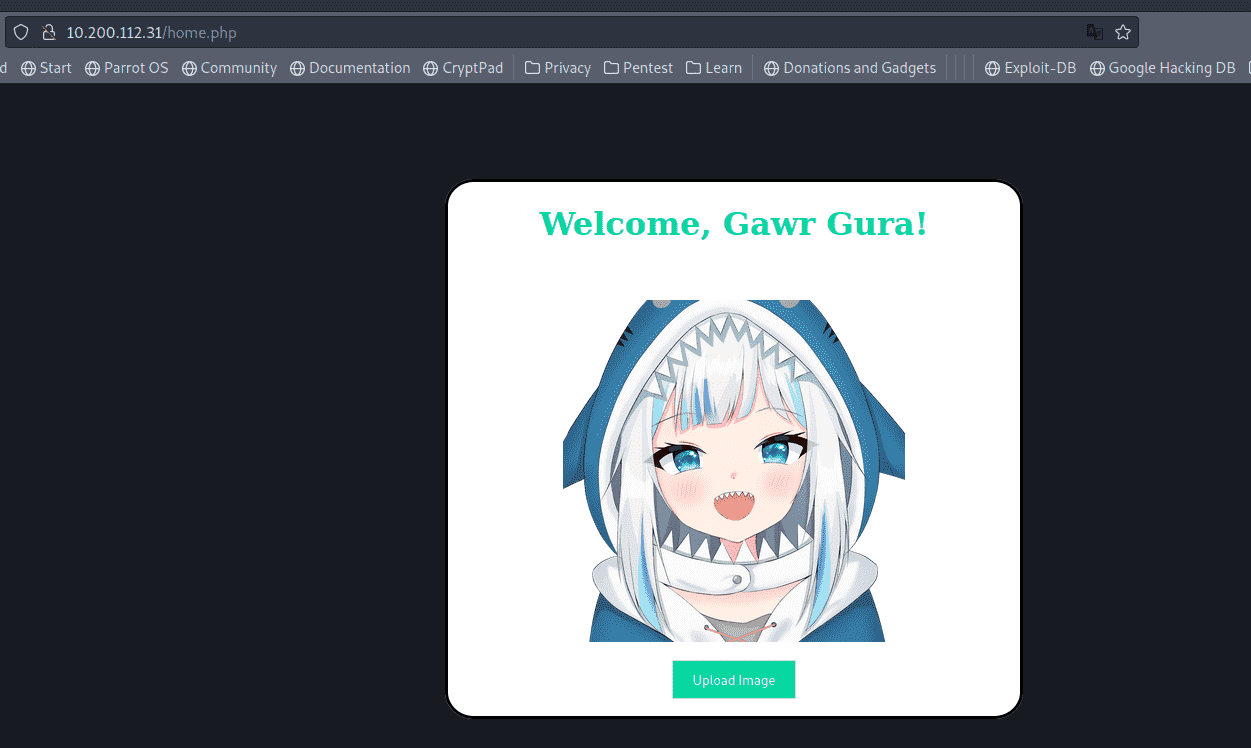 10.200.112.31/home.php
d Start Parrot OS Community Documentation CryptPad Privacy Pentest Learn Donations and Gadgets Exploit-DB Google Hacking DB
Welcome, Gawr Gura!
Upload Image